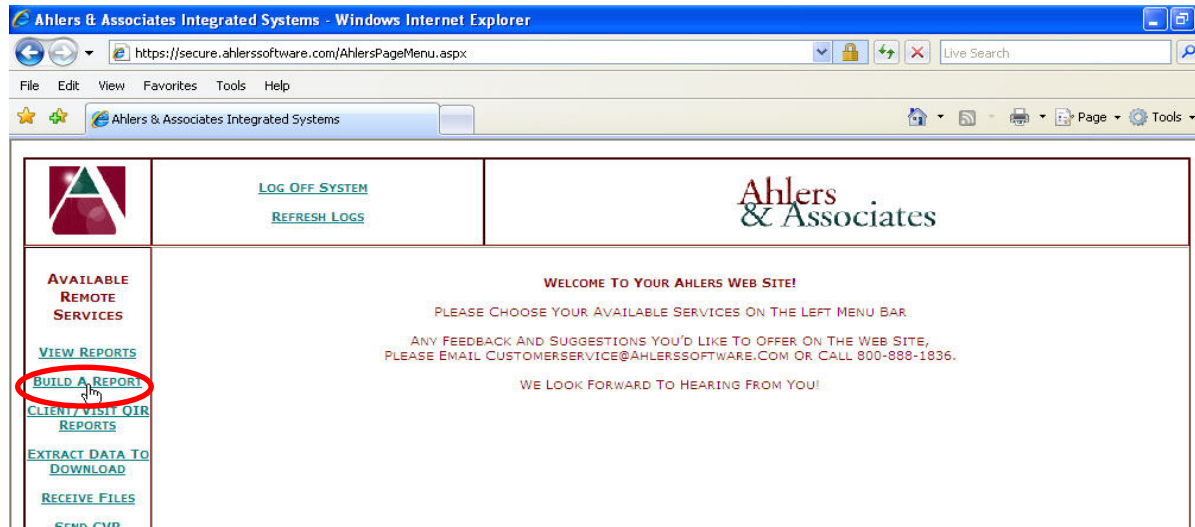 Ahlers & Associates Integrated Systems - Windows Internet Explorer
https://secure.ahlerssoftware.com/AhlersPageMenu.aspx
Live Search
File Edit View Favorites Tools Help
Ahlers & Associates Integrated Systems
Page
Tools
LOG OFF SYSTEM
REFRESH LOGS
Ahlers
& Associates
AVAILABLE
REMOTE
SERVICES
VIEW REPORTS
BUILD A REPORT
CLIENT/VISIT QIR
REPORTS
EXTRACT DATA TO
DOWNLOAD
RECEIVE FILES
SEND CVR
WELCOME TO YOUR AHLERS WEB SITE!
PLEASE CHOOSE YOUR AVAILABLE SERVICES ON THE LEFT MENU BAR
ANY FEEDBACK AND SUGGESTIONS YOU'D LIKE TO OFFER ON THE WEB SITE,
PLEASE EMAIL CUSTOMERSERVICE@AHLERSSOFTWARE.COM OR CALL 800-888-1836.
WE LOOK FORWARD TO HEARING FROM YOU!